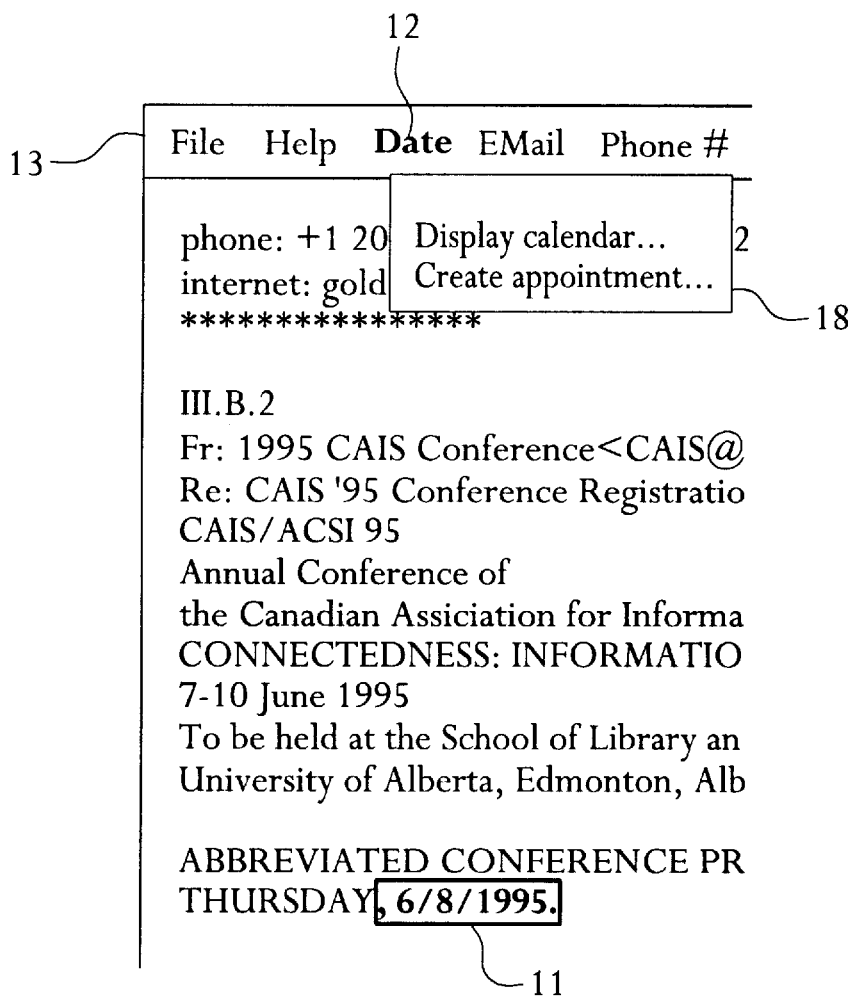 12
13
File Help Date EMail Phone #
phone: +1 20 Display calendar... 2
internet: gold Create appointment...
18
****************
III.B.2
Fr: 1995 CAIS Conference<CAIS@
Re: CAIS '95 Conference Registratio
CAIS/ACSI 95
Annual Conference of
the Canadian Assiciation for Informa
CONNECTEDNESS: INFORMATIO
7-10 June 1995
To be held at the School of Library an
University of Alberta, Edmonton, Alb
ABBREVIATED CONFERENCE PR
THURSDAY, 6/8/1995.
11